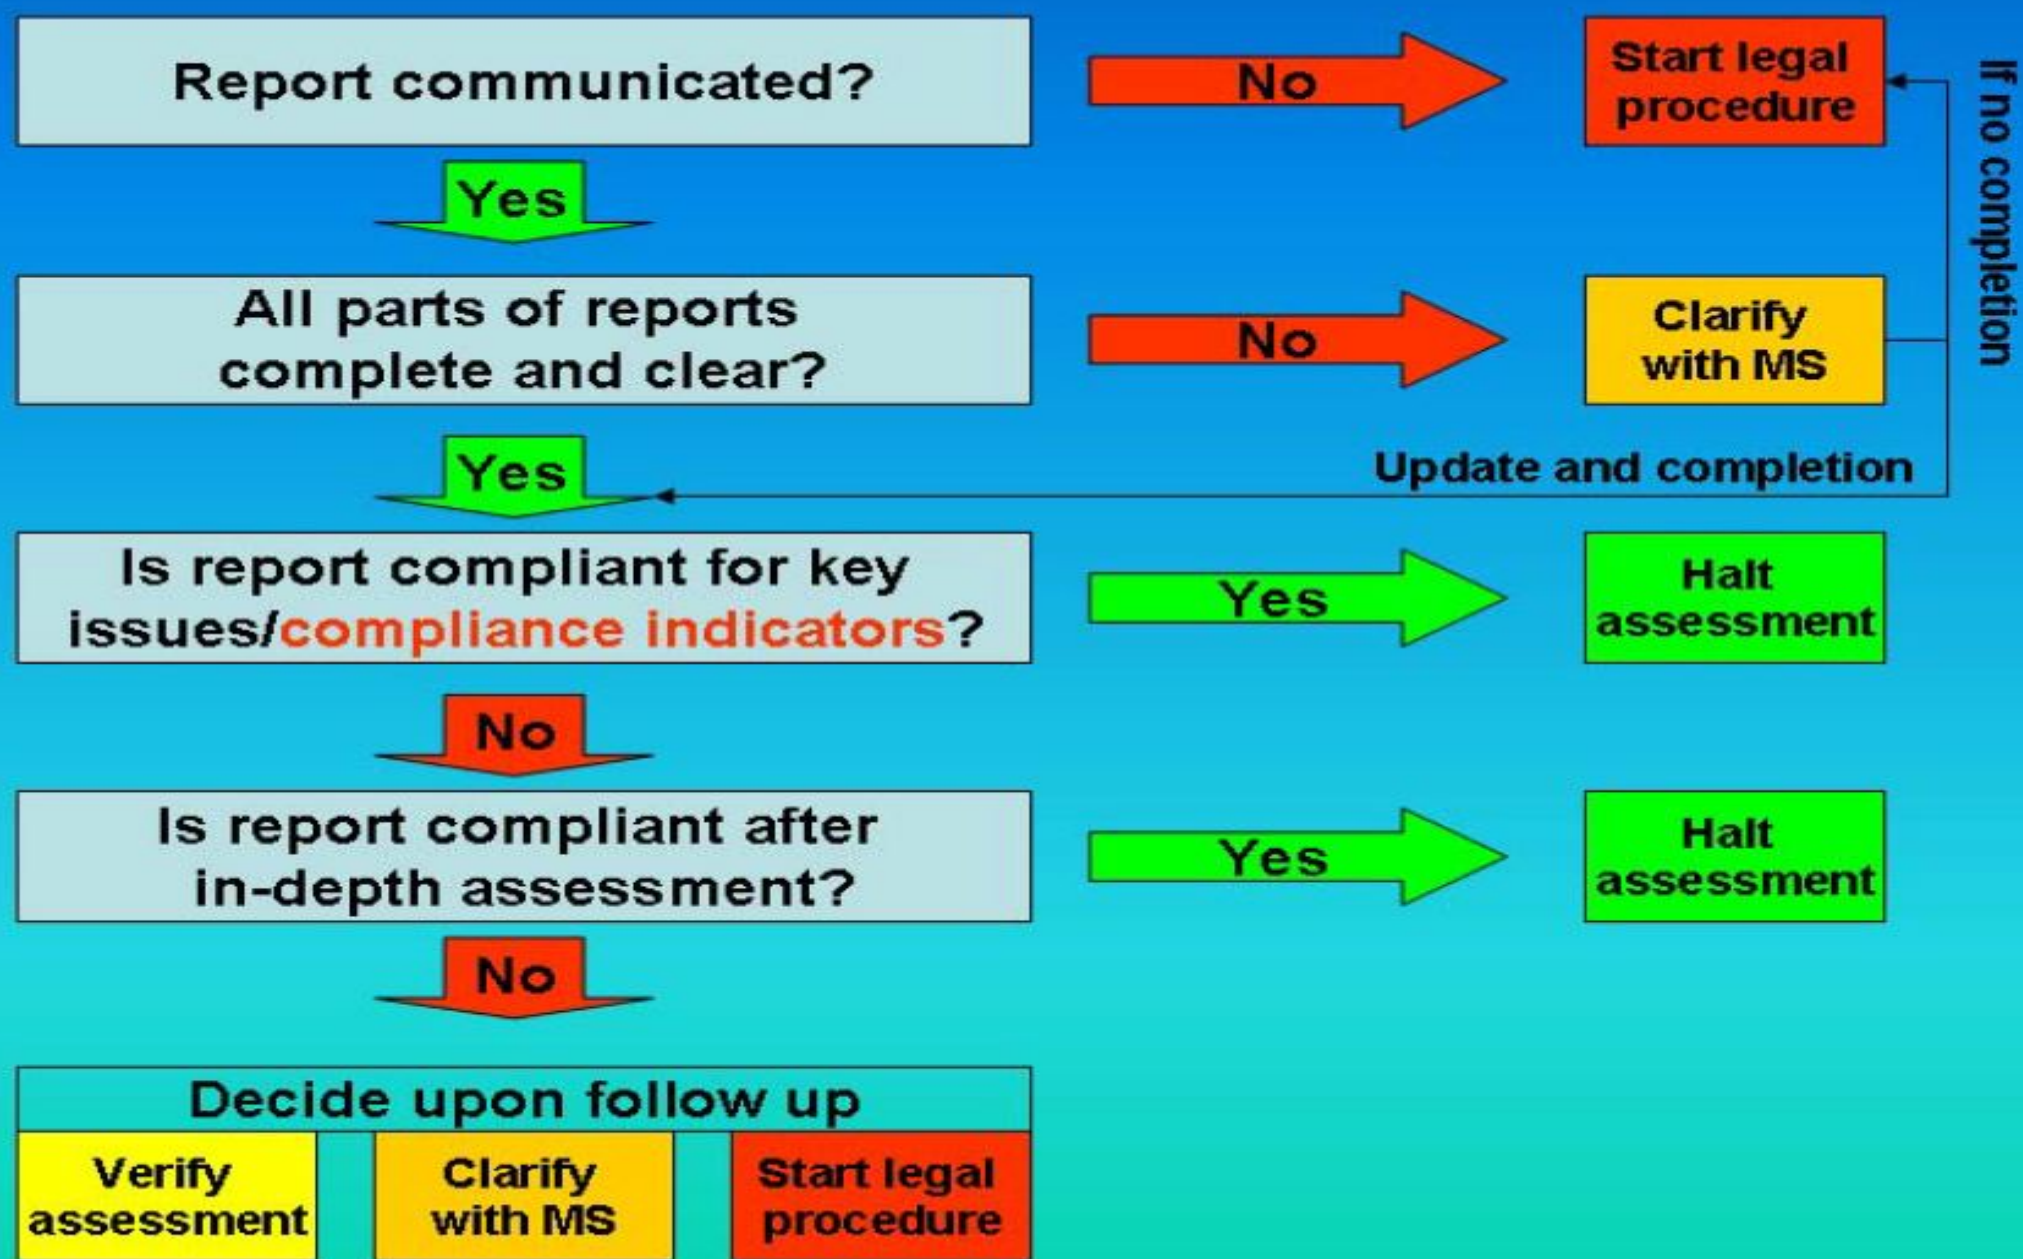 Report communicated?
No
Start legal
procedure
If no completion
Yes
All parts of reports
complete and clear?
No
Clarify
with MS
Yes
Update and completion
Is report compliant for key
issues/compliance indicators?
Yes
Halt
assessment
No
Is report compliant after
in-depth assessment?
Yes
Halt
assessment
No
Decide upon follow up
Verify
assessment
Clarify
with MS
Start legal
procedure